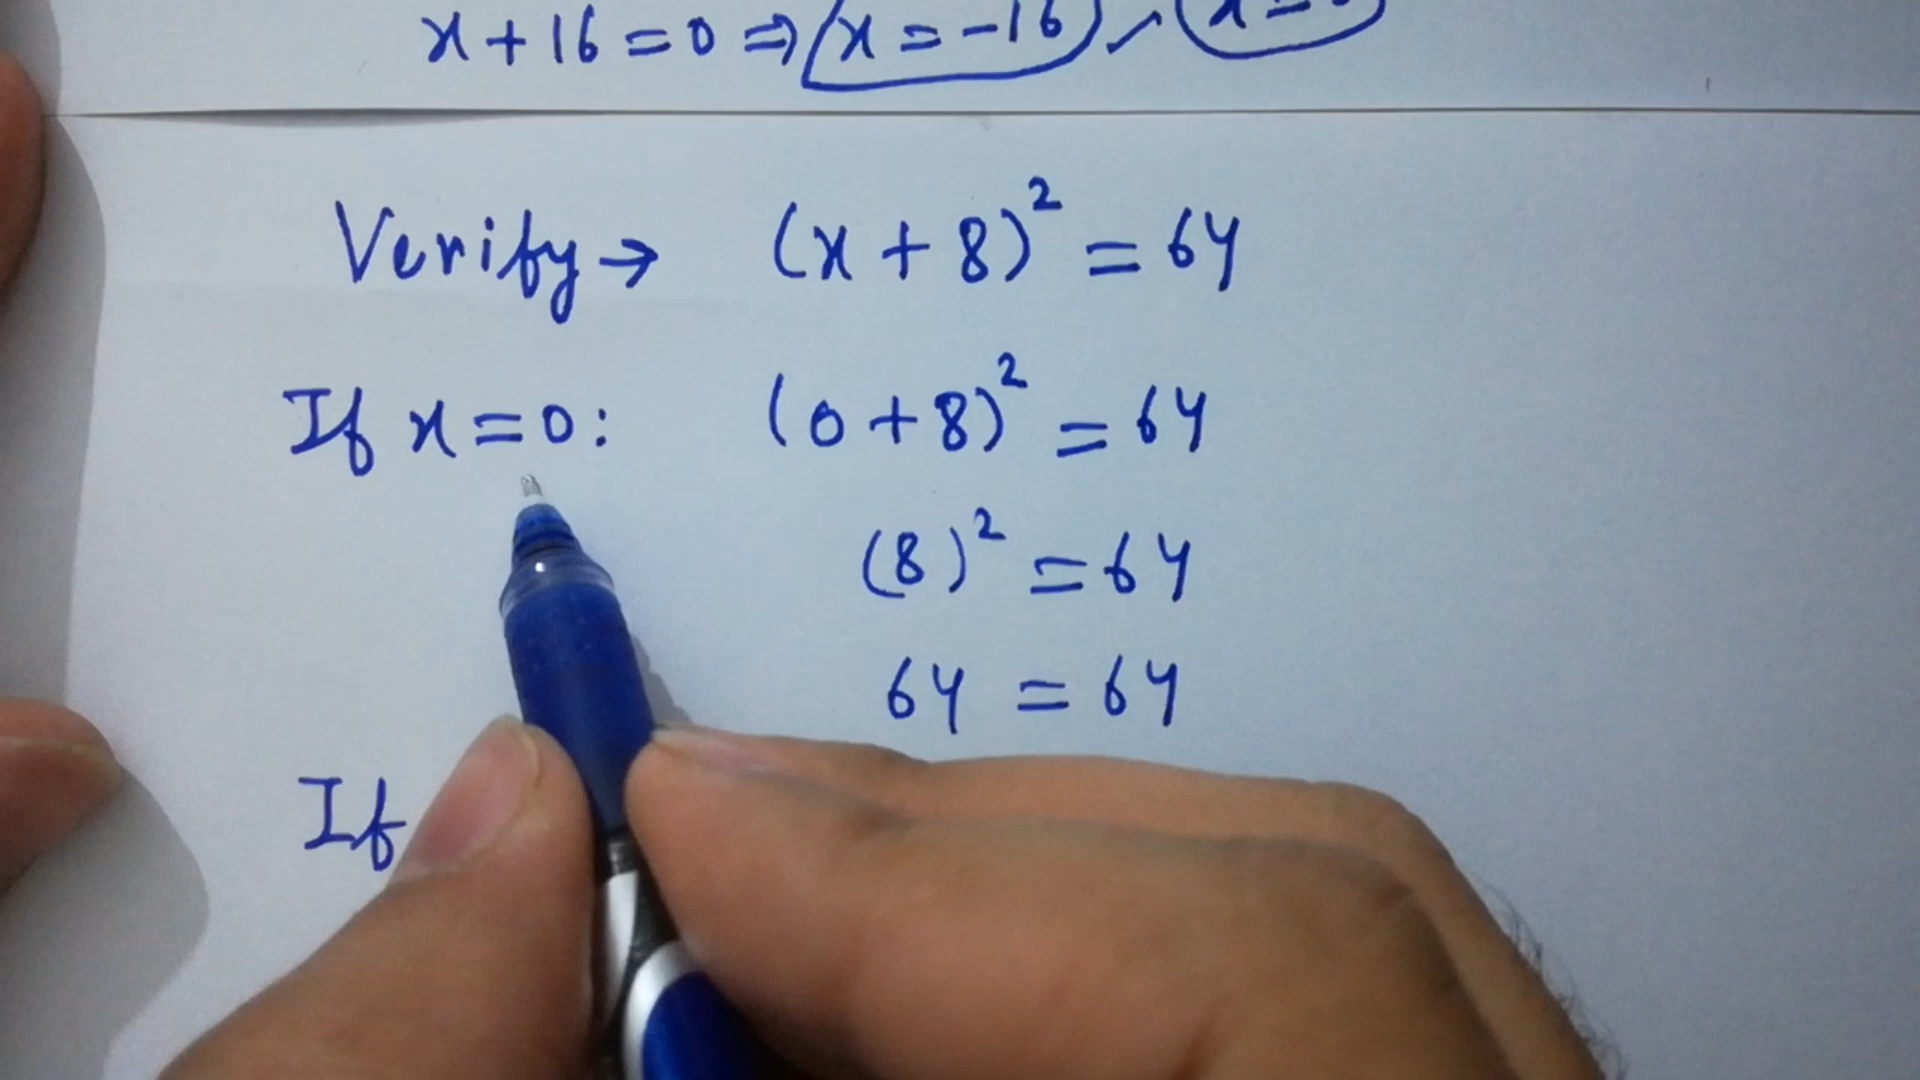 x + 16 = 0 ⇒ x = -16, x =
Verify → (x + 8)² = 64
If x = 0: (0 + 8)² = 64
(8)² = 64
64 = 64
If